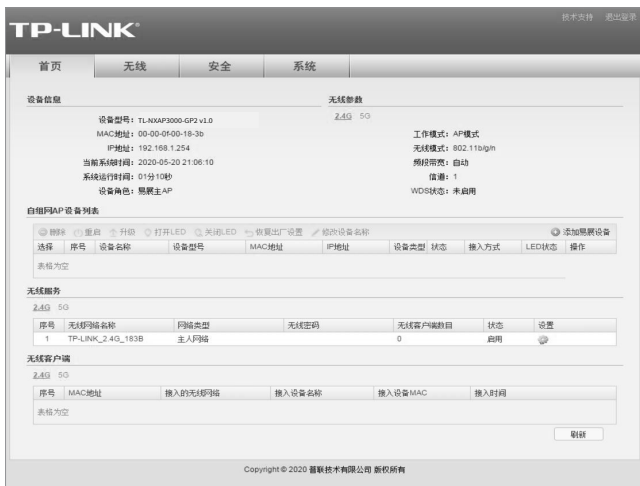 技术支持 退出登录
TP-LINK®
首页 无线 安全 系统
设备信息 无线参数
设备型号：TL-NXAP3000-GP2 v1.0 2.4G 5G
MAC地址：00-00-0f-00-18-3b 工作模式：AP模式
IP地址：192.168.1.254 无线模式：802.11b/g/n
当前系统时间：2020-05-20 21:06:10 频段带宽：自动
系统运行时间：01分10秒 信道：1
设备角色：易展主AP WDS状态：未启用
自组网AP设备列表
删除 重启 升级 打开LED 关闭LED 恢复出厂设置 修改设备名称 添加易展设备
选择 序号 设备名称 设备型号 MAC地址 IP地址 设备类型 状态 接入方式 LED状态 操作
表格为空
无线服务
2.4G 5G
序号 无线网络名称 网络类型 无线密码 无线客户端数目 状态 设置
1 TP-LINK_2.4G_183B 主人网络 0 启用
无线客户端
2.4G 5G
序号 MAC地址 接入的无线网络 接入设备名称 接入设备MAC 接入时间
表格为空
刷新
Copyright © 2020 普联技术有限公司 版权所有